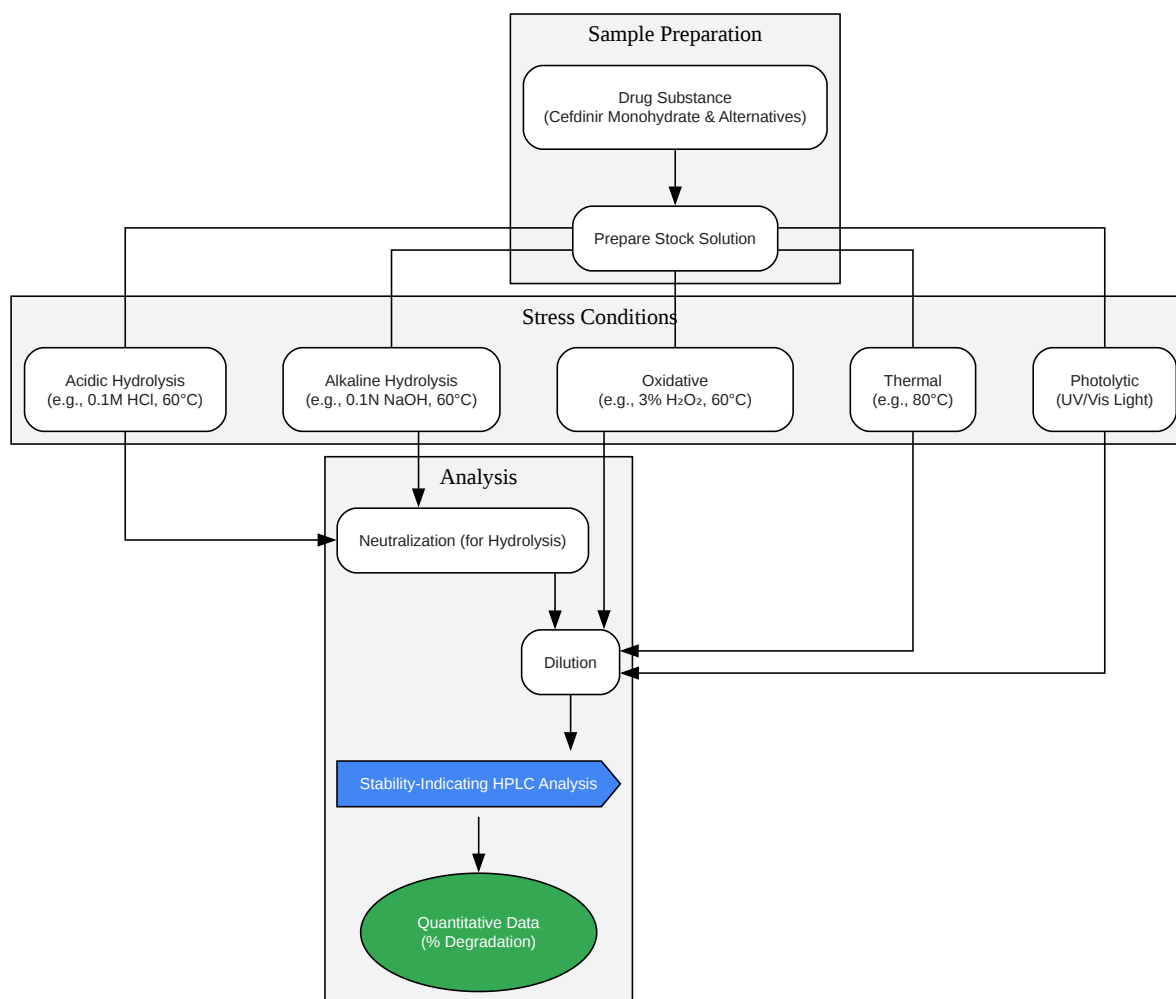 Sample Preparation
Drug Substance
(Cefdinir Monohydrate & Alternatives)
Prepare Stock Solution
Stress Conditions
Acidic Hydrolysis
(e.g., 0.1M HCl, 60°C)
Alkaline Hydrolysis
(e.g., 0.1N NaOH, 60°C)
Oxidative
(e.g., 3% H₂O₂, 60°C)
Thermal
(e.g., 80°C)
Photolytic
(UV/Vis Light)
Analysis
Neutralization (for Hydrolysis)
Dilution
Stability-Indicating HPLC Analysis
Quantitative Data
(% Degradation)